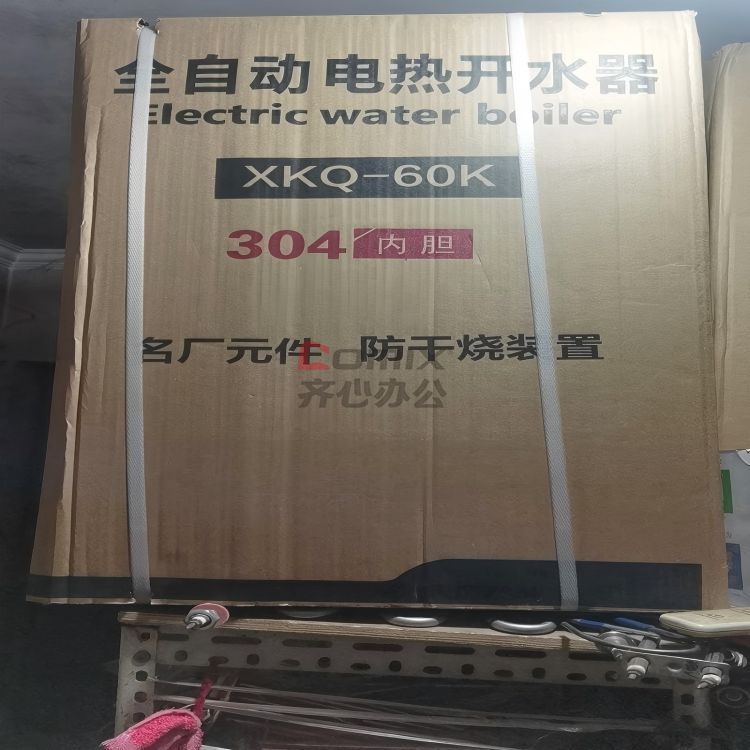 全自动电热开水器
Electric water boiler
XKQ-60K
304内胆
名厂元件 防干烧装置
Comix
齐心办公